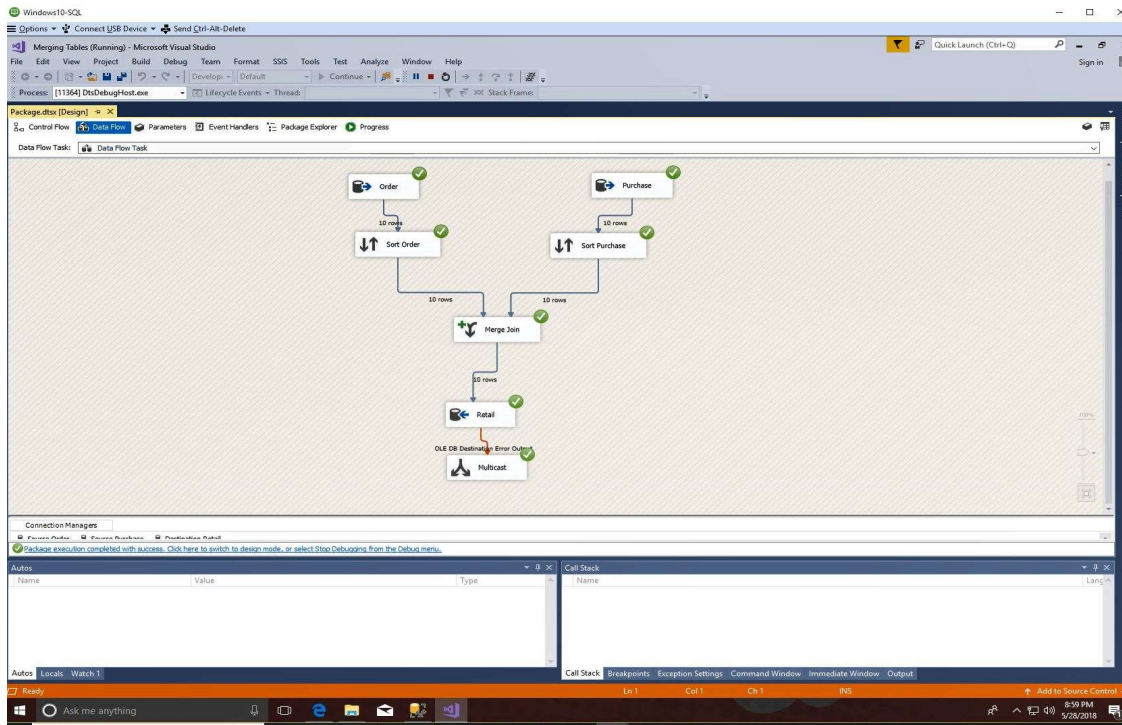 Windows10-SQL
Options Connect USB Device Send Ctrl-Alt-Delete
Merging Tables (Running) - Microsoft Visual Studio
Quick Launch (Ctrl+Q)
File Edit View Project Build Debug Team Format SSIS Tools Test Analyze Window Help
Sign in
Develop Default Continue
Process: [11364] DtsDebugHost.exe Lifecycle Events Thread: Stack Frame:
Package.dtsx [Design]
Control Flow Data Flow Parameters Event Handlers Package Explorer Progress
Data Flow Task: Data Flow Task
Order
Purchase
10 rows
10 rows
Sort Order
Sort Purchase
10 rows
10 rows
Merge Join
10 rows
Retail
OLE DB Destination Error Output
Multicast
100%
Connection Managers
Source Order Source Purchase Destination Retail
Package execution completed with success. Click here to switch to design mode, or select Stop Debugging from the Debug menu.
Autos
Call Stack
Name Value Type
Name Lang
Autos Locals Watch 1
Call Stack Breakpoints Exception Settings Command Window Immediate Window Output
Ready Ln 1 Col 1 Ch 1 INS Add to Source Control
Ask me anything
8:59 PM
5/28/2018